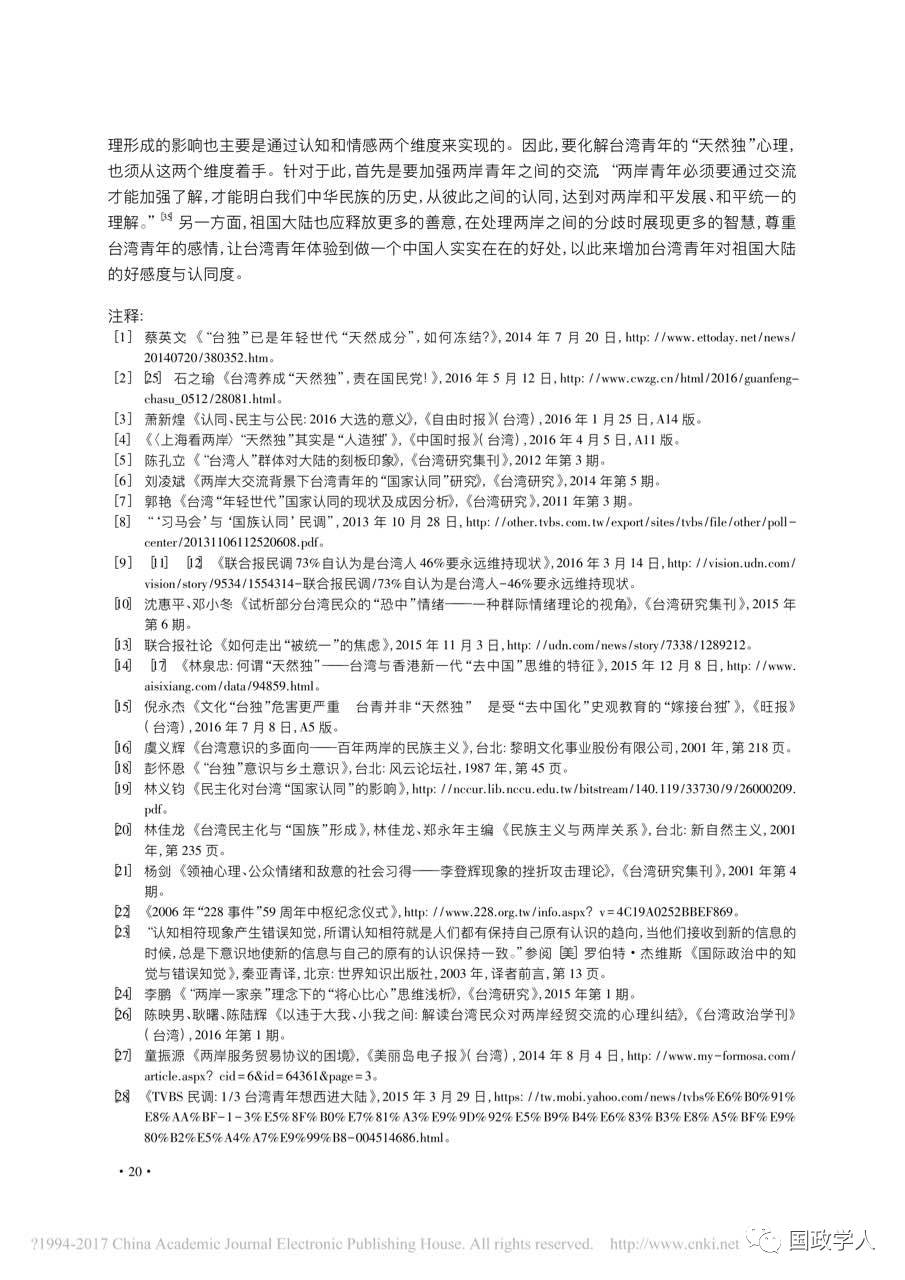 理形成的影响也主要是通过认知和情感两个维度来实现的。因此,要化解台湾青年的“天然独”心理,
也须从这两个维度着手。针对于此,首先是要加强两岸青年之间的交流,“两岸青年必须要通过交流
才能加强了解,才能明白我们中华民族的历史,从彼此之间的认同,达到对两岸和平发展、和平统一的
理解。”[35]另一方面,祖国大陆也应释放更多的善意,在处理两岸之间的分歧时展现更多的智慧,尊重
台湾青年的感情,让台湾青年体验到做一个中国人实实在在的好处,以此来增加台湾青年对祖国大陆
的好感度与认同度。
注释:
[1] 蔡英文《“台独”已是年轻世代“天然成分”,如何冻结?》,2014 年 7 月 20 日,http: //www. ettoday. net/news/
20140720/380352. htm。
[2] [25] 石之瑜《台湾养成“天然独”,责在国民党! 》,2016 年 5 月 12 日,http: //www. cwzg. cn/html/2016/guanfeng-
chasu_0512/28081. html。
[3] 萧新煌《认同、民主与公民: 2016 大选的意义》,《自由时报》(台湾) ,2016 年 1 月 25 日,A14 版。
[4] 《〈上海看两岸〉“天然独”其实是“人造独”》,《中国时报》(台湾) ,2016 年 4 月 5 日,A11 版。
[5] 陈孔立《“台湾人”群体对大陆的刻板印象》,《台湾研究集刊》,2012 年第 3 期。
[6] 刘凌斌《两岸大交流背景下台湾青年的“国家认同”研究》,《台湾研究》,2014 年第 5 期。
[7] 郭艳《台湾“年轻世代”国家认同的现状及成因分析》,《台湾研究》,2011 年第 3 期。
[8] “‘习马会’与‘国族认同’民调”,2013 年 10 月 28 日,http: //other. tvbs. com. tw/export/sites/tvbs/file/other/poll-
center/20131106112520608. pdf。
[9] [11] [12] 《联合报民调 73% 自认为是台湾人 46% 要永远维持现状》,2016 年 3 月 14 日,http: //vision. udn. com/
vision/story/9534/1554314-联合报民调/73% 自认为是台湾人-46% 要永远维持现状。
[10] 沈惠平、邓小冬《试析部分台湾民众的“恐中”情绪——一种群际情绪理论的视角》,《台湾研究集刊》,2015 年
第 6 期。
[13] 联合报社论《如何走出“被统一”的焦虑》,2015 年 11 月 3 日,http: //udn. com/news/story/7338/1289212。
[14] [17] 《林泉忠: 何谓“天然独”——台湾与香港新一代“去中国”思维的特征》,2015 年 12 月 8 日,http: //www.
aisixiang. com/data/94859. html。
[15] 倪永杰《文化“台独”危害更严重 台青并非“天然独” 是受“去中国化”史观教育的“嫁接台独”》,《旺报》
(台湾) ,2016 年 7 月 8 日,A5 版。
[16] 虞义辉《台湾意识的多面向——百年两岸的民族主义》,台北: 黎明文化事业股份有限公司,2001 年,第 218 页。
[18] 彭怀恩《“台独”意识与乡土意识》,台北: 风云论坛社,1987 年,第 45 页。
[19] 林义钧《民主化对台湾“国家认同”的影响》,http: //nccur. lib. nccu. edu. tw/bitstream/140. 119/33730/9/26000209.
pdf。
[20] 林佳龙《台湾民主化与“国族”形成》,林佳龙、郑永年主编《民族主义与两岸关系》,台北: 新自然主义,2001
年,第 235 页。
[21] 杨剑《领袖心理、公众情绪和敌意的社会习得——李登辉现象的挫折攻击理论》,《台湾研究集刊》,2001 年第 4
期。
[22] 《2006 年“228 事件”59 周年中枢纪念仪式》,http: //www. 228. org. tw/info. aspx? v = 4C19A0252BBEF869。
[23] “认知相符现象产生错误知觉,所谓认知相符就是人们都有保持自己原有认识的趋向,当他们接收到新的信息的
时候,总是下意识地使新的信息与自己的原有的认识保持一致。”参阅 [美] 罗伯特·杰维斯《国际政治中的知
觉与错误知觉》,秦亚青译,北京: 世界知识出版社,2003 年,译者前言,第 13 页。
[24] 李鹏《“两岸一家亲”理念下的“将心比心”思维浅析》,《台湾研究》,2015 年第 1 期。
[26] 陈映男、耿曙、陈陆辉《以违于大我、小我之间: 解读台湾民众对两岸经贸交流的心理纠结》,《台湾政治学刊》
(台湾) ,2016 年第 1 期。
[27] 童振源《两岸服务贸易协议的困境》,《美丽岛电子报》(台湾) ,2014 年 8 月 4 日,http: //www. my-formosa. com/
article. aspx? cid = 6&id = 64361&page = 3。
[28] 《TVBS 民调: 1/3 台湾青年想西进大陆》,2015 年 3 月 29 日,https: //tw. mobi. yahoo. com/news/tvbs% E6% B0% 91%
E8% AA% BF-1-3% E5% 8F% B0% E7% 81% A3% E9% 9D% 92% E5% B9% B4% E6% 83% B3% E8% A5% BF% E9%
80% B2% E5% A4% A7% E9% 99% B8-004514686. html。
· 20 ·
?1994-2017 China Academic Journal Electronic Publishing House. All rights reserved. http://www.cnki.net
国政学人